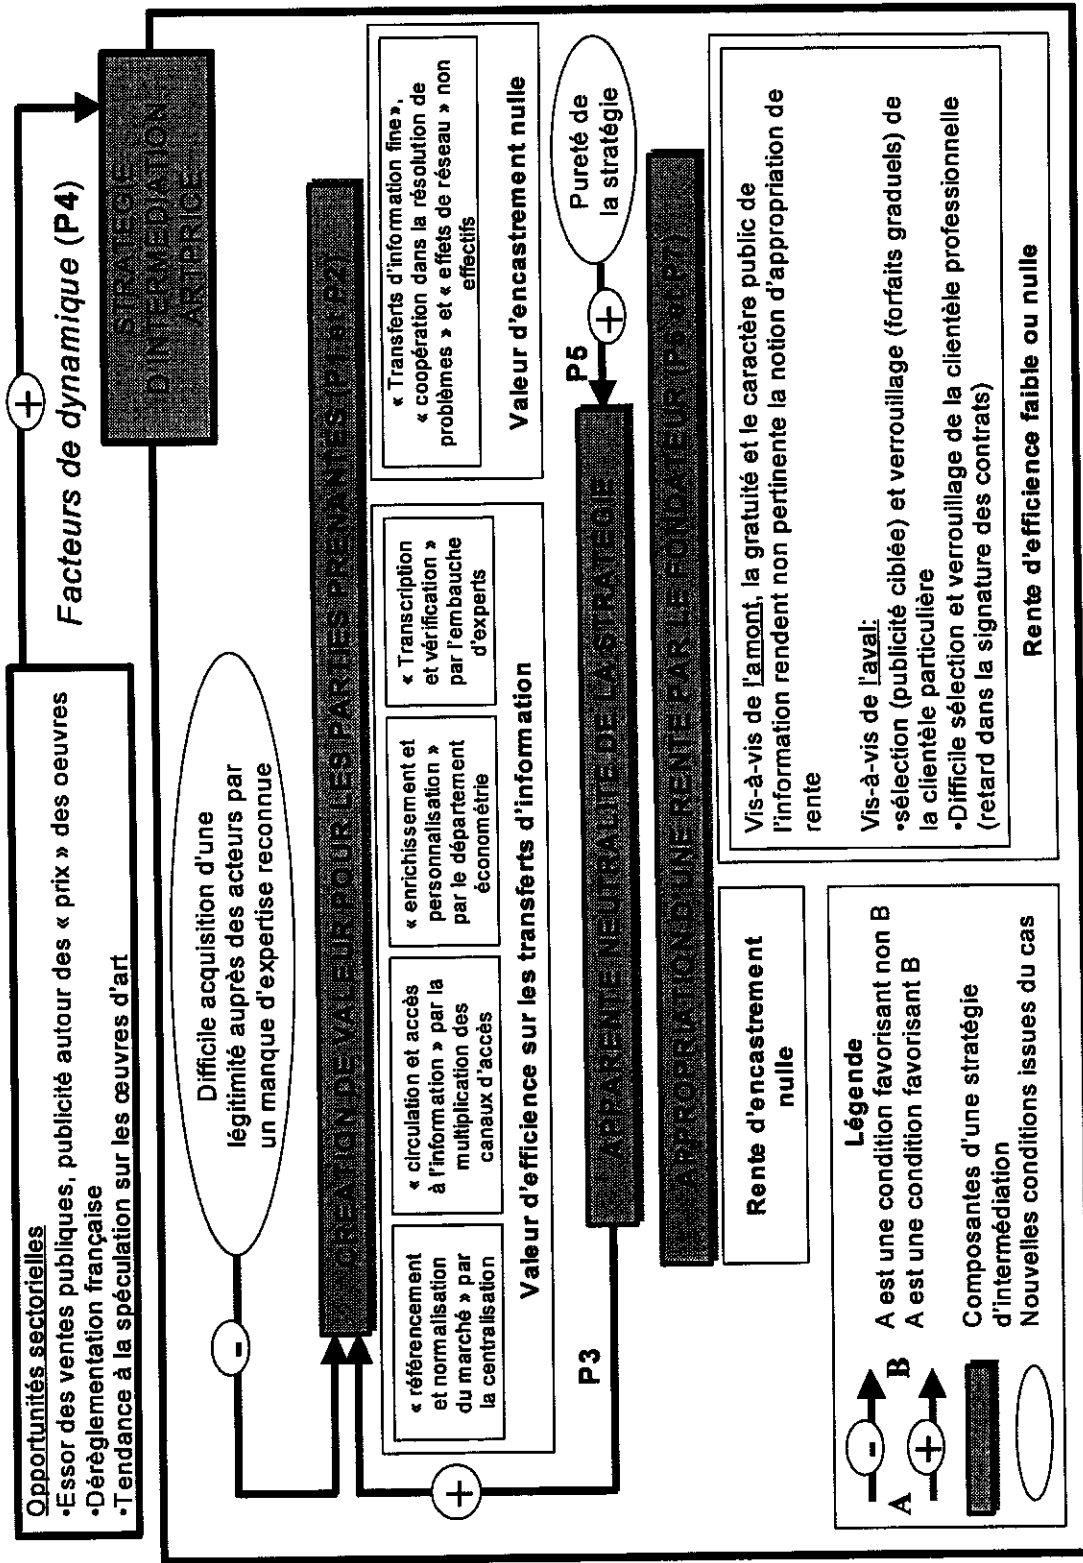 Opportunités sectorielles
•Essor des ventes publiques, publicité autour des « prix » des oeuvres
•Dérèglementation française
•Tendance à la spéculation sur les œuvres d'art
+
Facteurs de dynamique (P4)
STRATEGIE
D'INTERMEDIATION
ARTPRICE
Difficile acquisition d'une
légitimité auprès des acteurs par
un manque d'expertise reconnue
-
CREATION DE VALEUR POUR LES PARTIES PRENANTES (P1 et P2)
« référencement
et normalisation
du marché » par
la centralisation
« circulation et accès
à l'information » par la
multiplication des
canaux d'accès
« enrichissement et
personnalisation »
par le département
économétrie
« Transcription
et vérification »
par l'embauche
d'experts
Valeur d'efficience sur les transferts d'information
« Transferts d'information fine»,
« coopération dans la résolution de
problèmes » et « effets de réseau » non
effectifs
Valeur d'encastrement nulle
+
P3
APPARENTE NEUTRALITE DE LA STRATEGIE
P5
+
Pureté de
la stratégie
APPROPRIATION D'UNE RENTE PAR LE FONDATEUR (P6 et P7)
Rente d'encastrement
nulle
Vis-à-vis de l'amont, la gratuité et le caractère public de
l'information rendent non pertinente la notion d'appropriation de
rente
Vis-à-vis de l'aval:
•sélection (publicité ciblée) et verrouillage (forfaits graduels) de
la clientèle particulière
•Difficile sélection et verrouillage de la clientèle professionnelle
(retard dans la signature des contrats)
Rente d'efficience faible ou nulle
Légende
A - B A est une condition favorisant non B
+ A est une condition favorisant B
Composantes d'une stratégie
d'intermédiation
Nouvelles conditions issues du cas